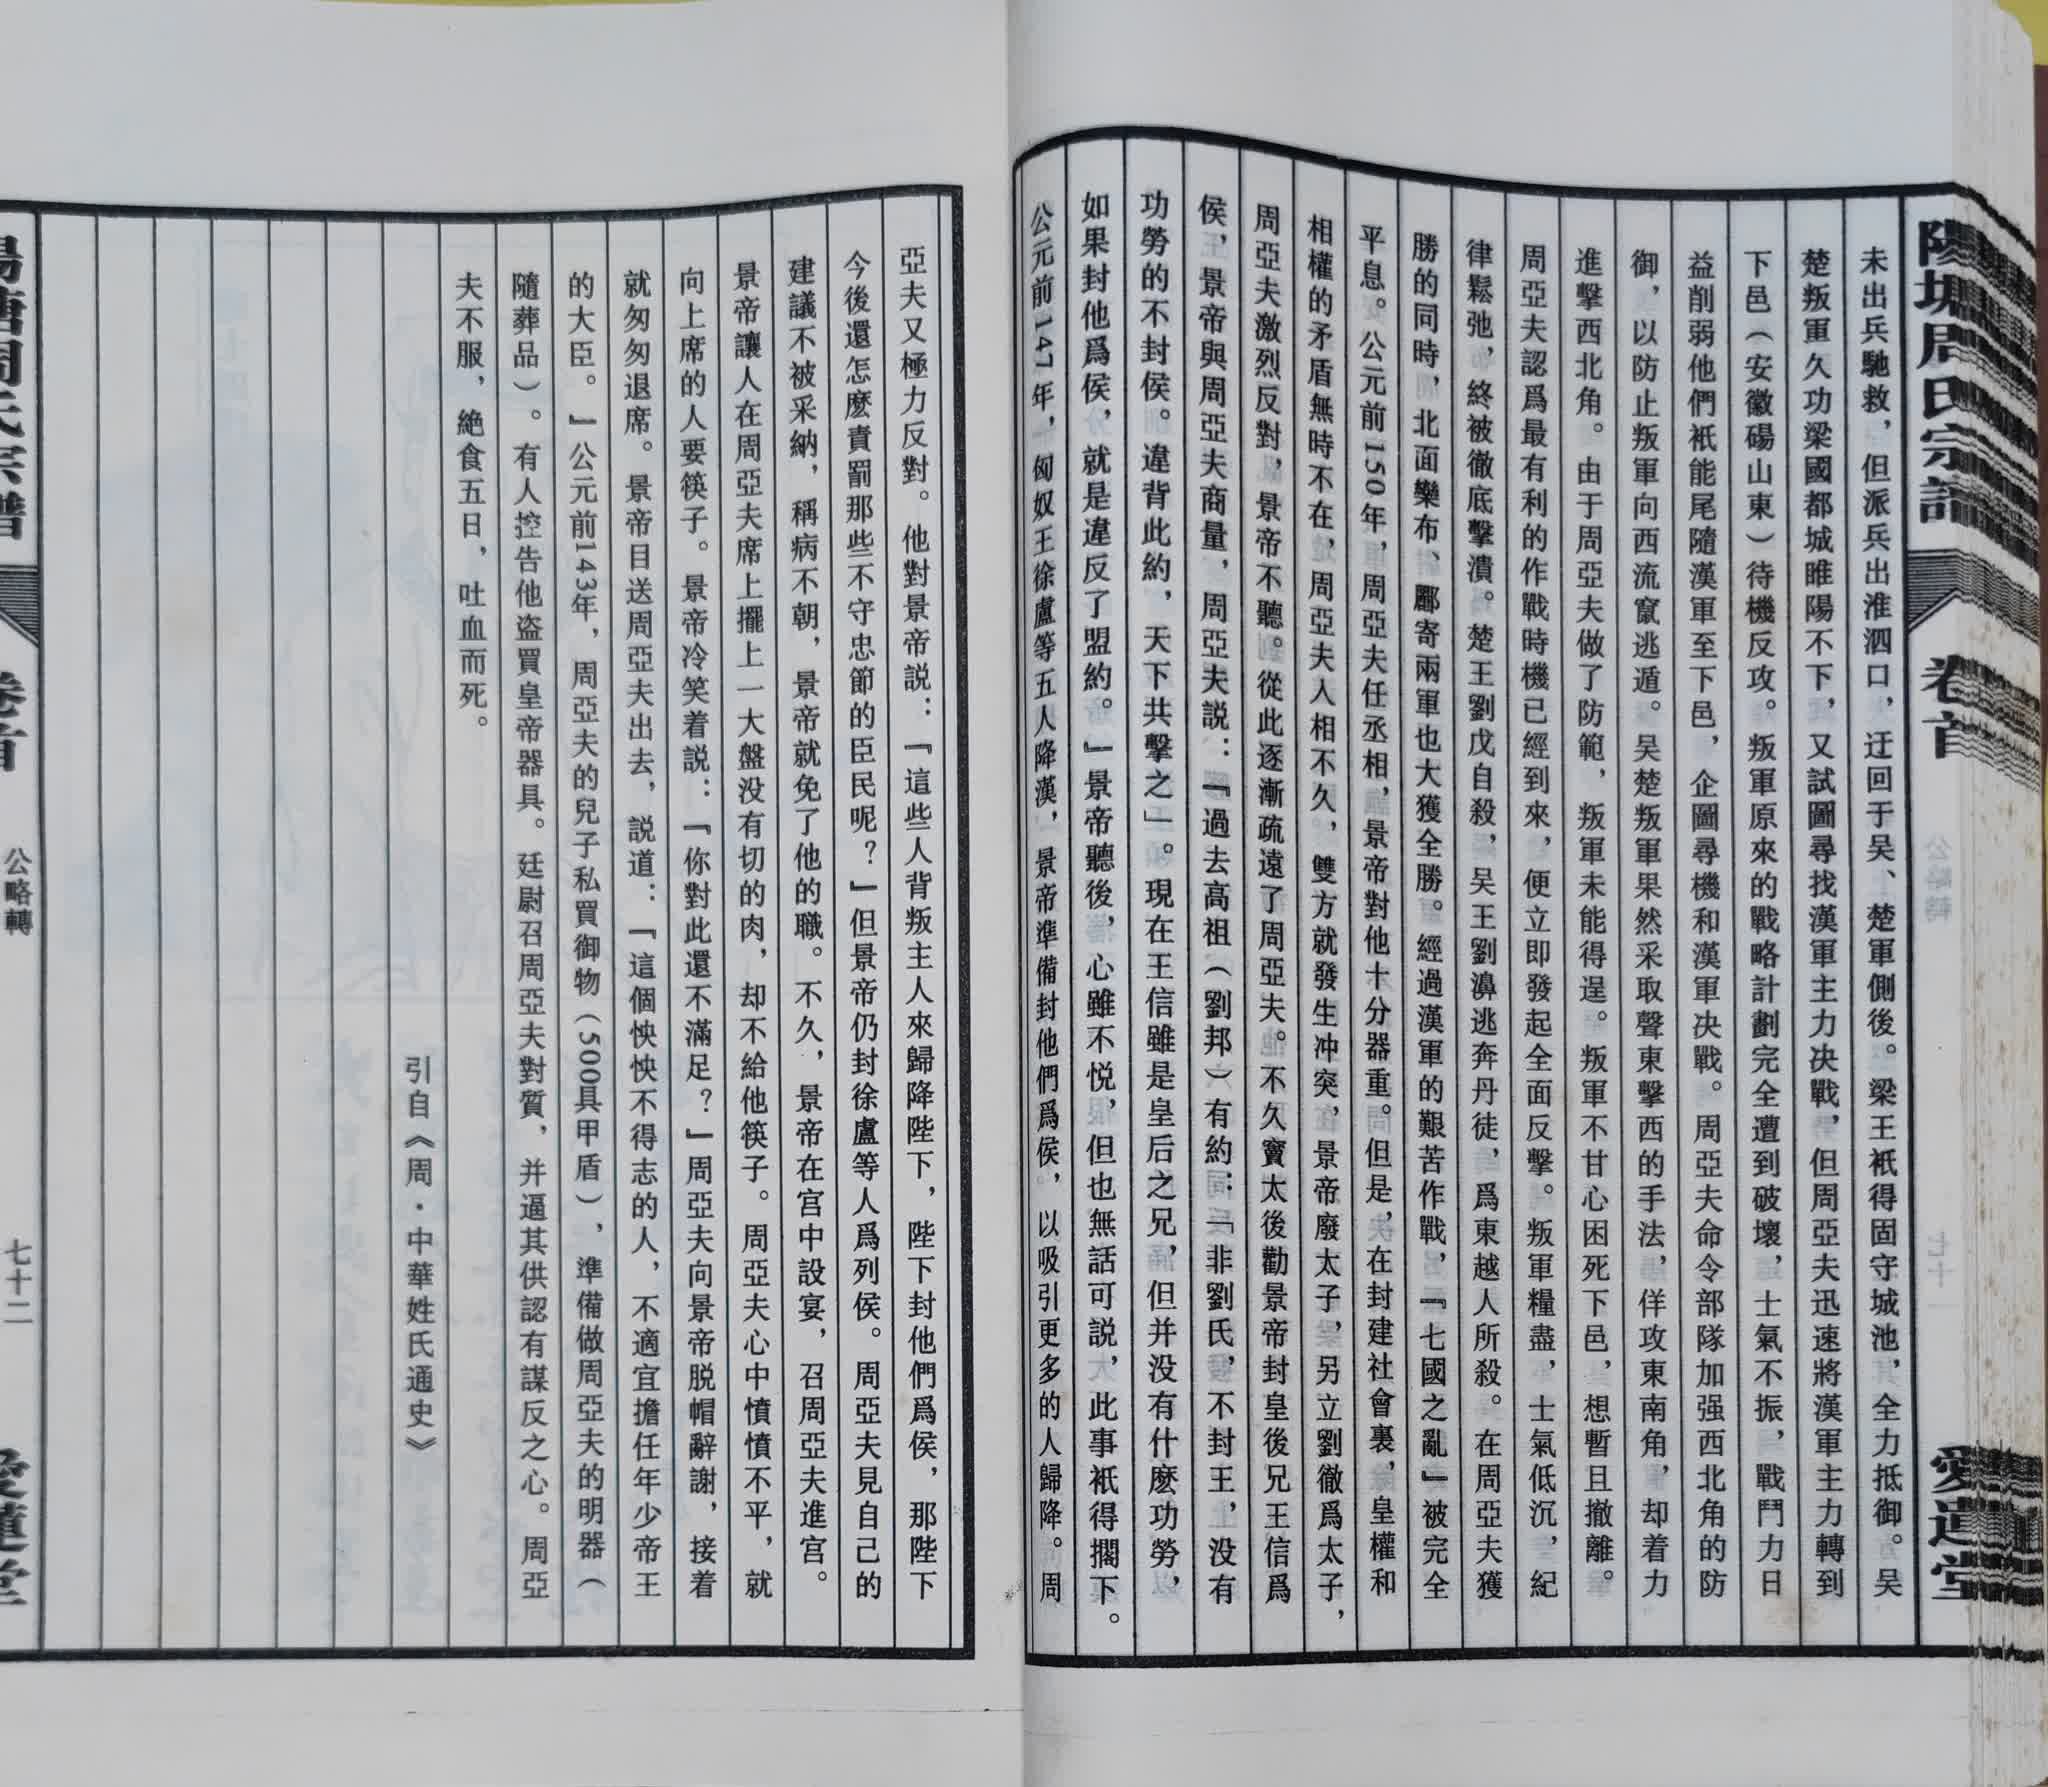 陽塘周氏宗譜 卷首 愛蓮堂
未出兵馳救，但派兵出淮泗口，迂回于吴、楚軍側後。梁王衹得固守城池，全力抵御。吴
楚叛軍久功梁國都城睢陽不下，又試圖尋找漢軍主力决戰，但周亞夫迅速將漢軍主力轉到
下邑（安徽碭山東）待機反攻。叛軍原來的戰略計劃完全遭到破壞，士氣不振，戰鬥力日
益削弱他們衹能尾隨漢軍至下邑，企圖尋機和漢軍决戰。周亞夫命令部隊加强西北角的防
御，以防止叛軍向西流竄逃遁。吴楚叛軍果然采取聲東擊西的手法，佯攻東南角，却着力
進擊西北角。由于周亞夫做了防範，叛軍未能得逞。叛軍不甘心困死下邑，想暫且撤離。
周亞夫認爲最有利的作戰時機已經到來，便立即發起全面反擊。叛軍糧盡，士氣低沉，紀
律鬆弛，終被徹底擊潰。楚王劉戊自殺，吴王劉濞逃奔丹徒，爲東越人所殺。在周亞夫獲
勝的同時，北面欒布、酈寄兩軍也大獲全勝。經過漢軍的艱苦作戰，『七國之亂』被完全
平息。公元前150年，周亞夫任丞相，景帝對他十分器重。但是，在封建社會裏，皇權和
相權的矛盾無時不在，周亞夫入相不久，雙方就發生冲突，景帝廢太子，另立劉徹爲太子，
周亞夫激烈反對，景帝不聽。從此逐漸疏遠了周亞夫。不久竇太後勸景帝封皇後兄王信爲
侯，景帝與周亞夫商量，周亞夫説：『過去高祖（劉邦）有約：「非劉氏，不封王，没有
功勞的不封侯。違背此約，天下共擊之」。現在王信雖是皇后之兄，但并没有什麽功勞，
如果封他爲侯，就是違反了盟約。』景帝聽後，心雖不悦，但也無話可説，此事衹得擱下。
公元前147年，匈奴王徐盧等五人降漢，景帝準備封他們爲侯，以吸引更多的人歸降。周
亞夫又極力反對。他對景帝説：『這些人背叛主人來歸降陛下，陛下封他們爲侯，那陛下
今後還怎麽責罰那些不守忠節的臣民呢？』但景帝仍封徐盧等人爲列侯。周亞夫見自己的
建議不被采納，稱病不朝，景帝就免了他的職。不久，景帝在宫中設宴，召周亞夫進宫。
景帝讓人在周亞夫席上擺上一大盤没有切的肉，却不給他筷子。周亞夫心中憤憤不平，就
向上席的人要筷子。景帝冷笑着説：『你對此還不滿足？』周亞夫向景帝脱帽辭謝，接着
就匆匆退席。景帝目送周亞夫出去，説道：『這個怏怏不得志的人，不適宜擔任年少帝王
的大臣。』公元前143年，周亞夫的兒子私買御物（500具甲盾），準備做周亞夫的明器（
隨葬品）。有人控告他盗買皇帝器具。廷尉召周亞夫對質，并逼其供認有謀反之心。周亞
夫不服，絶食五日，吐血而死。
引自《周·中華姓氏通史》
陽塘周氏宗譜 卷首 公略轉 七十二 愛蓮堂